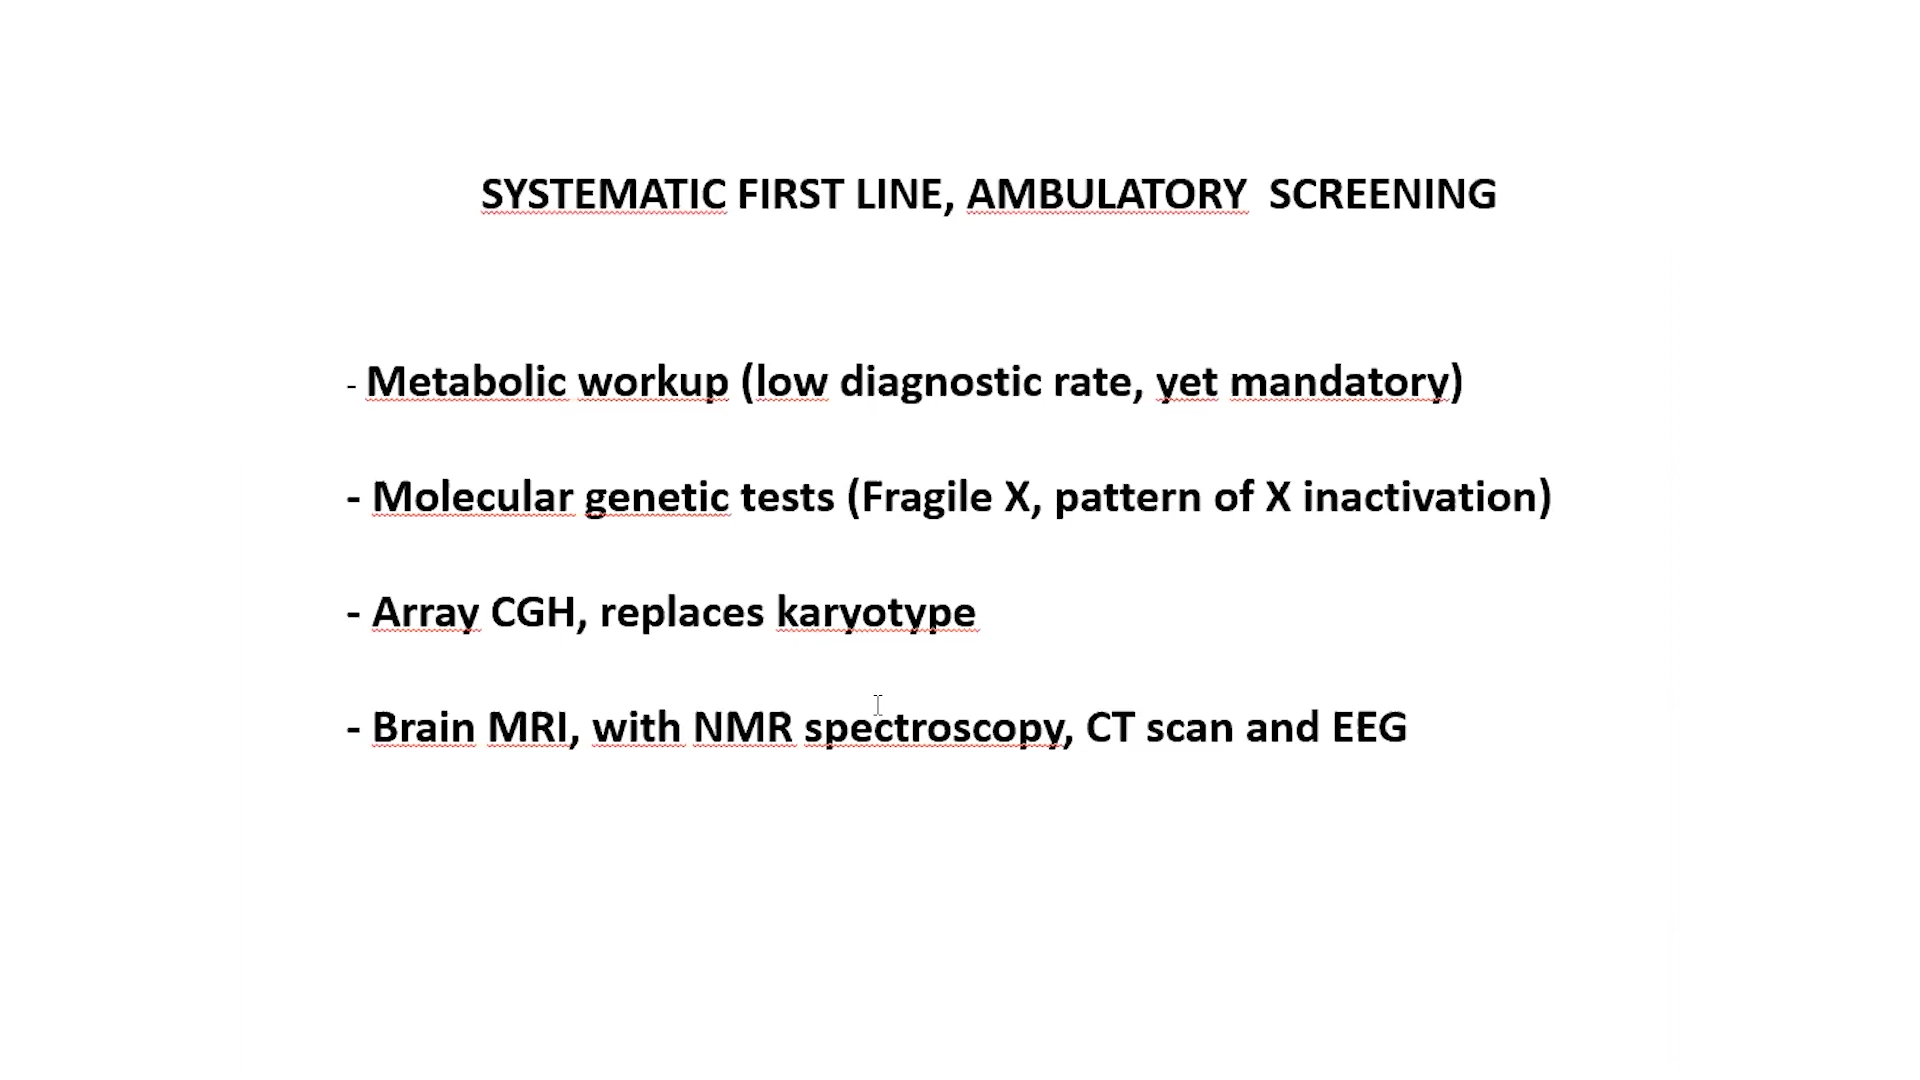 SYSTEMATIC FIRST LINE, AMBULATORY  SCREENING
- Metabolic workup (low diagnostic rate, yet mandatory)
- Molecular genetic tests (Fragile X, pattern of X inactivation)
- Array CGH, replaces karyotype
- Brain MRI, with NMR spectroscopy, CT scan and EEG